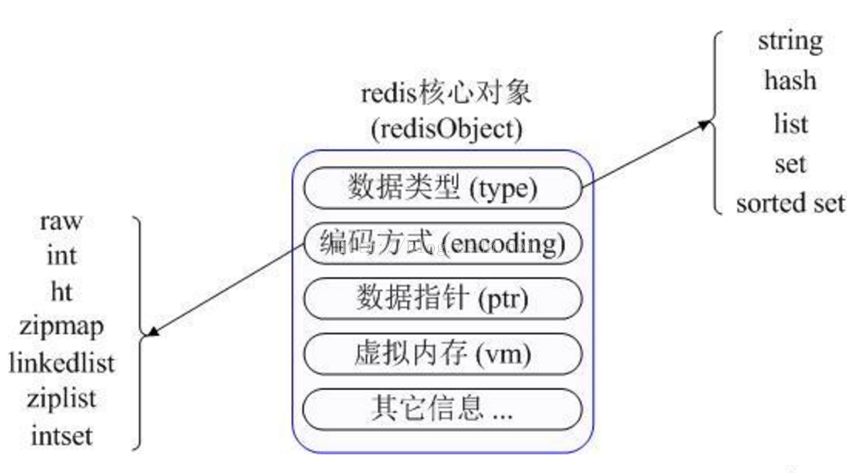 redis核心对象
(redisObject)
数据类型 (type)
编码方式 (encoding)
数据指针 (ptr)
虚拟内存 (vm)
其它信息 ...
string
hash
list
set
sorted set
raw
int
ht
zipmap
linkedlist
ziplist
intset